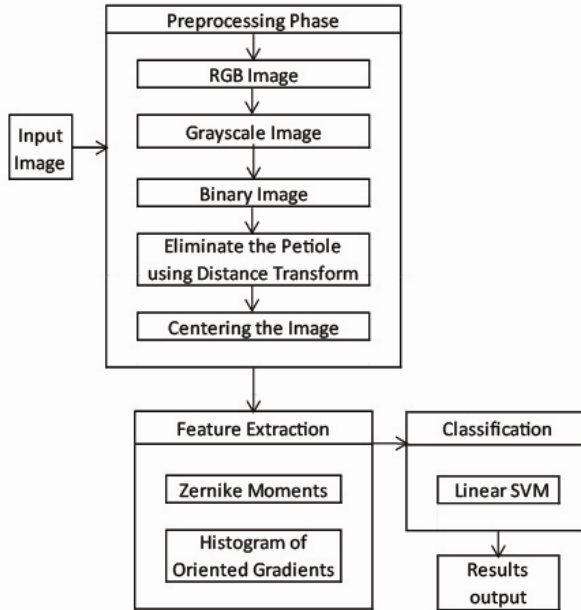 Preprocessing Phase
RGB Image
Input
Image
Grayscale Image
Binary Image
Eliminate the Petiole
using Distance Transform
Centering the Image
Feature Extraction
Zernike Moments
Histogram of
Oriented Gradients
Classification
Linear SVM
Results
output